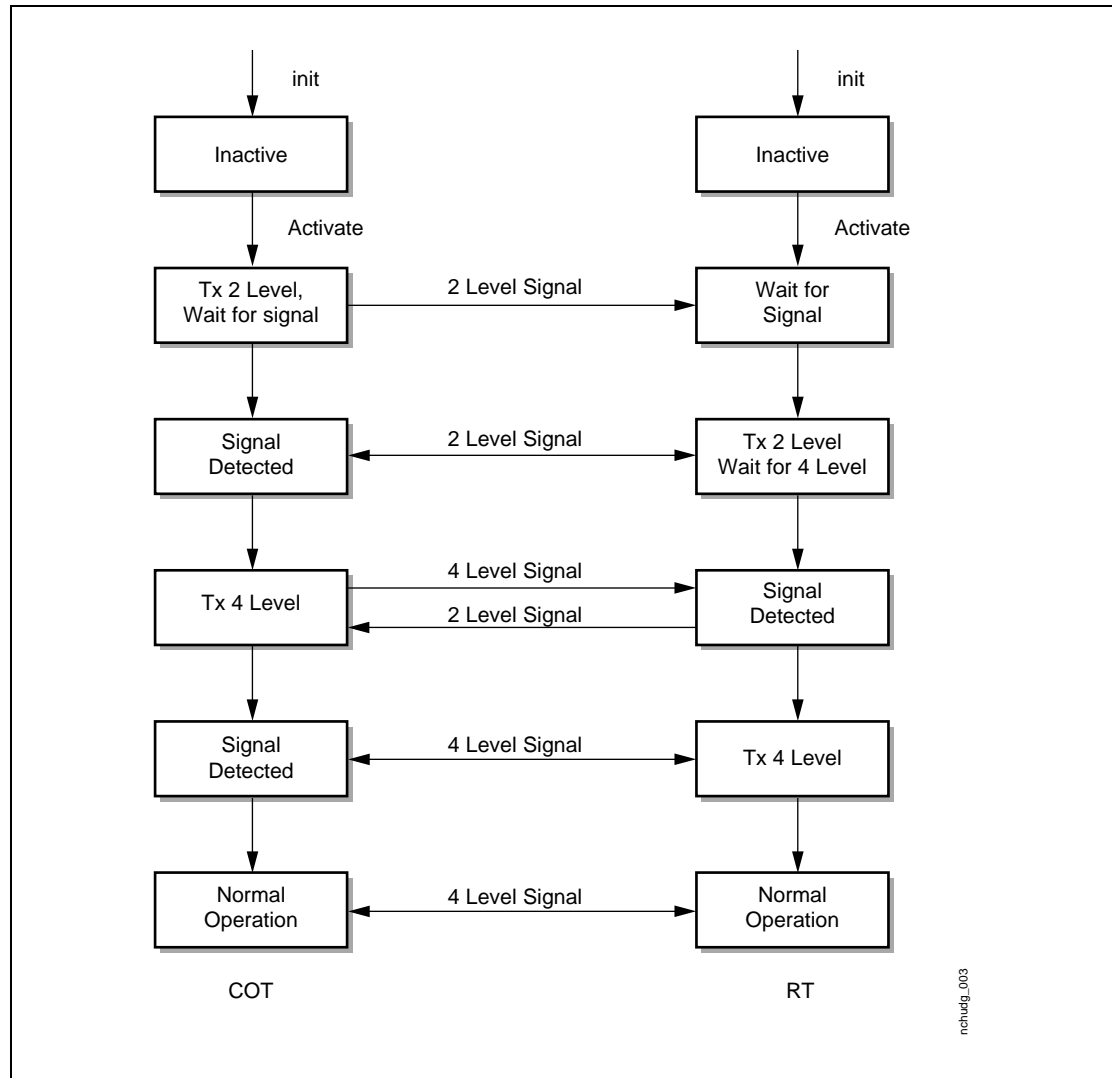 init
init
Inactive
Inactive
Activate
Activate
Tx 2 Level,
Wait for signal
2 Level Signal
Wait for
Signal
Signal
Detected
2 Level Signal
Tx 2 Level
Wait for 4 Level
Tx 4 Level
4 Level Signal
2 Level Signal
Signal
Detected
Signal
Detected
4 Level Signal
Tx 4 Level
Normal
Operation
4 Level Signal
Normal
Operation
COT
RT
nchudg_003